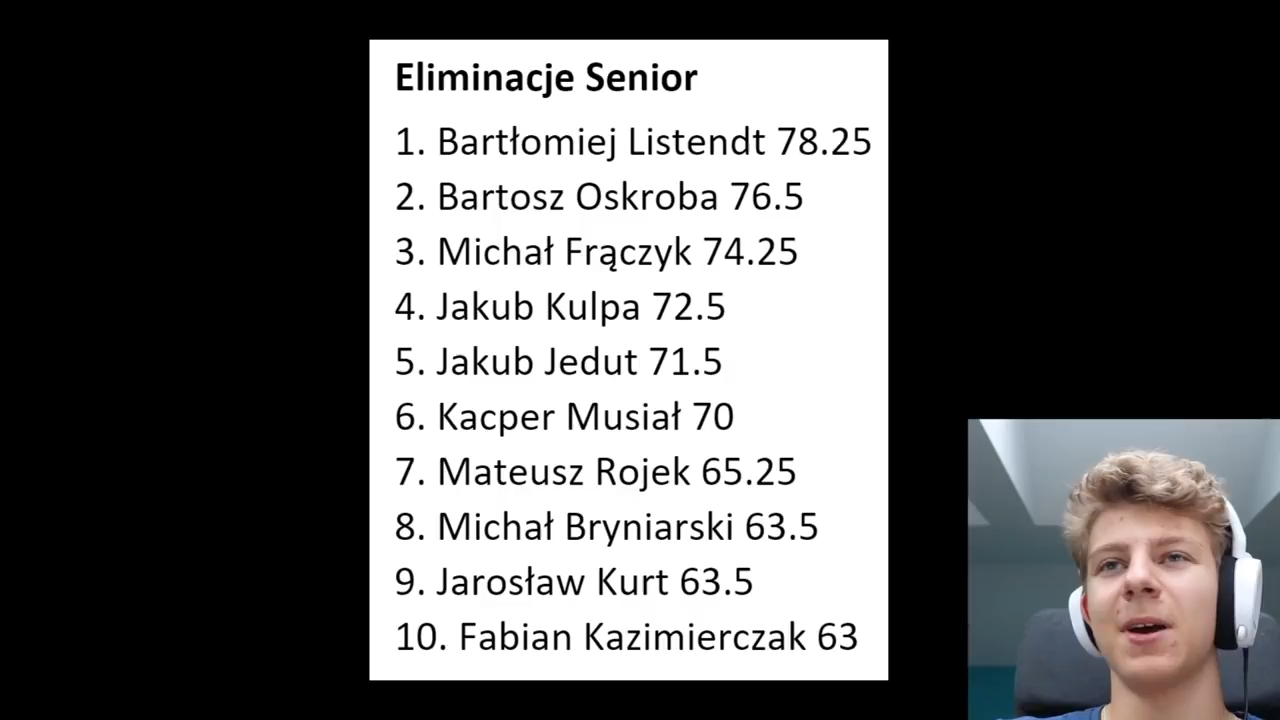 Eliminacje Senior
1. Bartłomiej Listendt 78.25
2. Bartosz Oskroba 76.5
3. Michał Frączyk 74.25
4. Jakub Kulpa 72.5
5. Jakub Jedut 71.5
6. Kacper Musiał 70
7. Mateusz Rojek 65.25
8. Michał Bryniarski 63.5
9. Jarosław Kurt 63.5
10. Fabian Kazimierczak 63